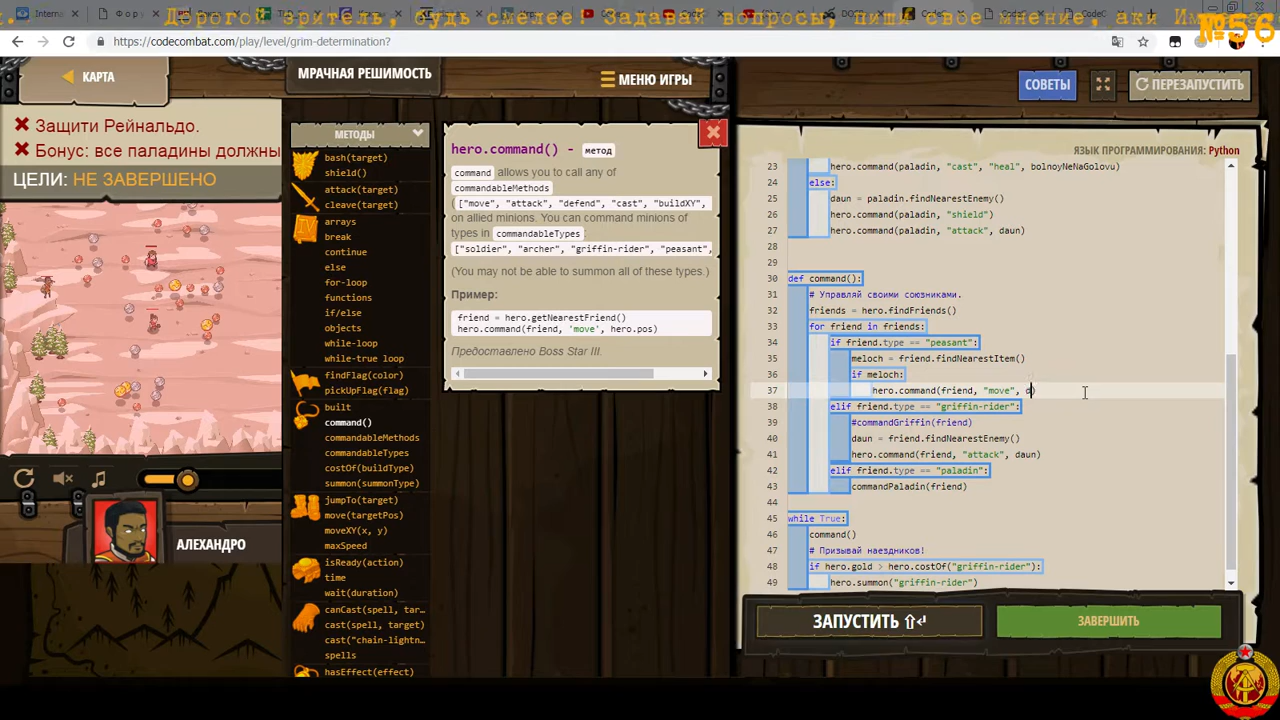 Дорогой зритель, будь смелее! Задавай вопросы, пиши свое мнение, аки
№56
https://codecombat.com/play/level/grim-determination?
КАРТА
МРАЧНАЯ РЕШИМОСТЬ
МЕНЮ ИГРЫ
СОВЕТЫ
ПЕРЕЗАПУСТИТЬ
Защити Рейнальдо.
Бонус: все паладины должны
ЦЕЛИ: НЕ ЗАВЕРШЕНО
АЛЕХАНДРО
МЕТОДЫ
bash(target)
shield()
attack(target)
cleave(target)
arrays
break
continue
else
for-loop
functions
if/else
objects
while-loop
while-true loop
findFlag(color)
pickUpFlag(flag)
built
command()
commandableMethods
commandableTypes
costOf(buildType)
summon(summonType)
jumpTo(target)
move(targetPos)
moveXY(x, y)
maxSpeed
isReady(action)
time
wait(duration)
canCast(spell, tar…
cast(spell, target)
cast("chain-lightn…
spells
hasEffect(effect)
hero.command() - метод
command allows you to call any of
commandableMethods
(["move", "attack", "defend", "cast", "buildXY",
on allied minions. You can command minions of
types in commandableTypes
["soldier", "archer", "griffin-rider", "peasant",
(You may not be able to summon all of these types.)
Пример:
friend = hero.getNearestFriend()
hero.command(friend, 'move', hero.pos)
Предоставлено Boss Star III.
ЯЗЫК ПРОГРАММИРОВАНИЯ: Python
23 hero.command(paladin, "cast", "heal", bolnoyNeNaGolovu)
24 else:
25 daun = paladin.findNearestEnemy()
26 hero.command(paladin, "shield")
27 hero.command(paladin, "attack", daun)
28
29
30 def command():
31 # Управляй своими союзниками.
32 friends = hero.findFriends()
33 for friend in friends:
34 if friend.type == "peasant":
35 meloch = friend.findNearestItem()
36 if meloch:
37 hero.command(friend, "move", d)
38 elif friend.type == "griffin-rider":
39 #commandGriffin(friend)
40 daun = friend.findNearestEnemy()
41 hero.command(friend, "attack", daun)
42 elif friend.type == "paladin":
43 commandPaladin(friend)
44
45 while True:
46 command()
47 # Призывай наездников!
48 if hero.gold > hero.costOf("griffin-rider"):
49 hero.summon("griffin-rider")
ЗАПУСТИТЬ ⇧↵
ЗАВЕРШИТЬ